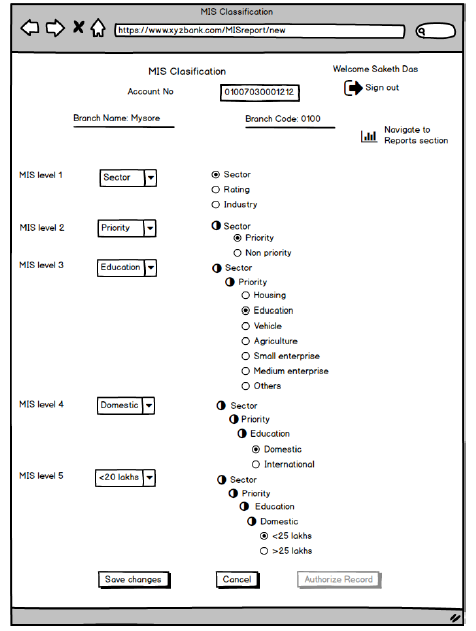 MIS Classification
https://www.xyzbank.com/MISreport/new
MIS Classification
Welcome Saketh Das
Account No
01007030001212
Sign out
Branch Name: Mysore
Branch Code: 0100
Navigate to
Reports section
MIS level 1
Sector
Sector
Rating
Industry
MIS level 2
Priority
Sector
Priority
Non priority
MIS level 3
Education
Sector
Priority
Housing
Education
Vehicle
Agriculture
Small enterprise
Medium enterprise
Others
MIS level 4
Domestic
Sector
Priority
Education
Domestic
International
MIS level 5
<20 lakhs
Sector
Priority
Education
Domestic
<25 lakhs
>25 lakhs
Save changes
Cancel
Authorize Record